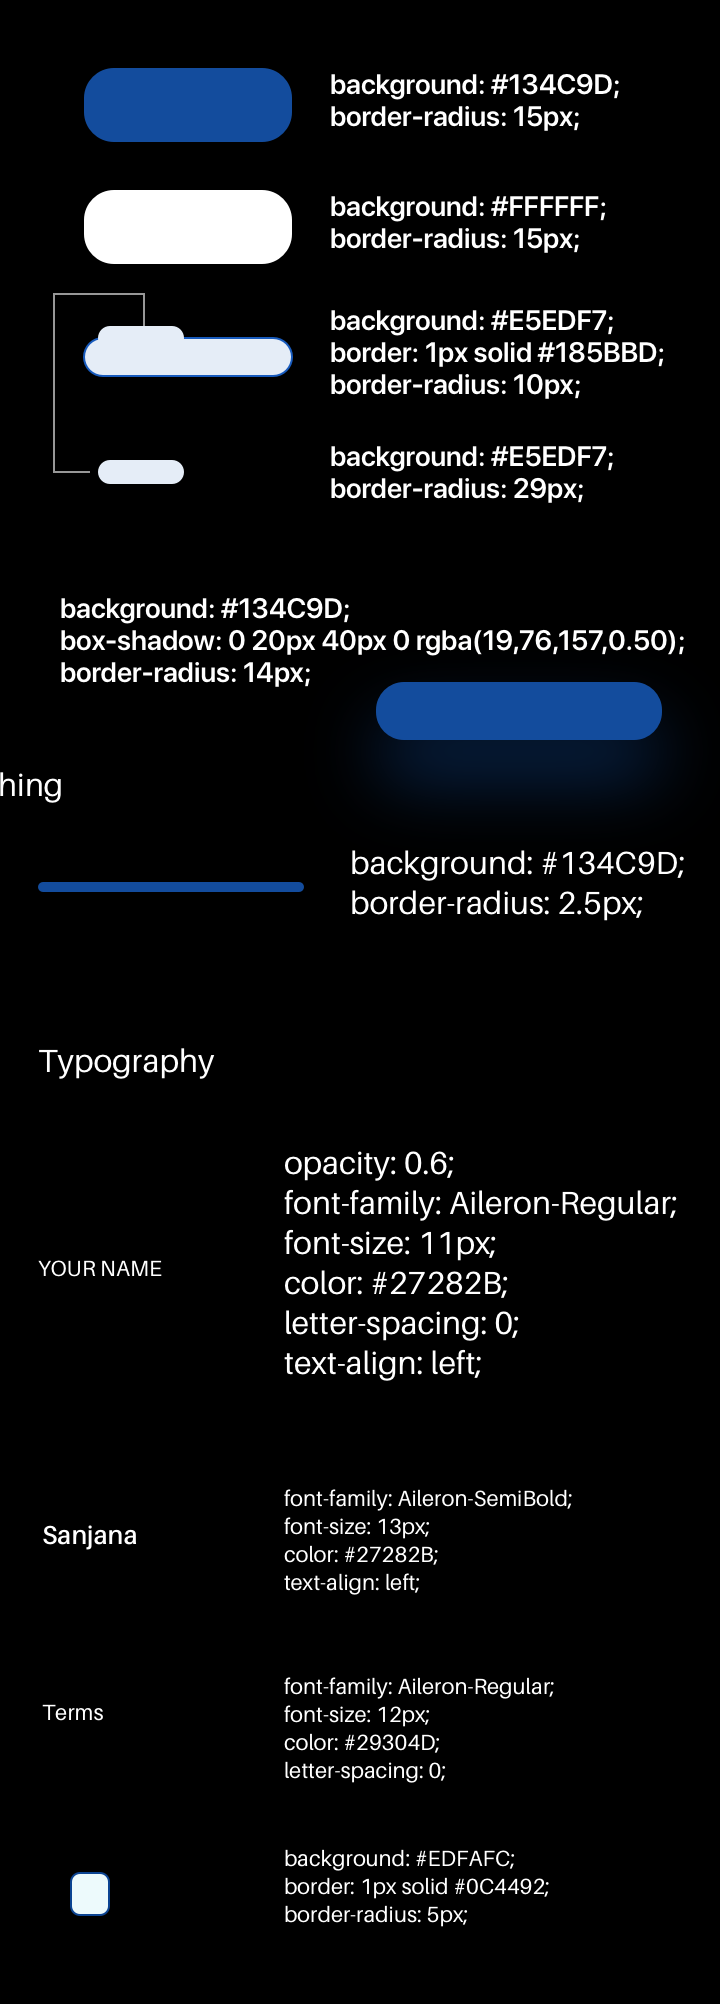 background: #134C9D;
border-radius: 15px;
background: #FFFFFF;
border-radius: 15px;
background: #E5EDF7;
border: 1px solid #185BBD;
border-radius: 10px;
background: #E5EDF7;
border-radius: 29px;
background: #134C9D;
box-shadow: 0 20px 40px 0 rgba(19,76,157,0.50);
border-radius: 14px;
hing
background: #134C9D;
border-radius: 2.5px;
Typography
opacity: 0.6;
font-family: Aileron-Regular;
font-size: 11px;
YOUR NAME
color: #27282B;
letter-spacing: 0;
text-align: left;
font-family: Aileron-SemiBold;
font-size: 13px;
Sanjana
color: #27282B;
text-align: left;
font-family: Aileron-Regular;
Terms
font-size: 12px;
color: #29304D;
letter-spacing: 0;
background: #EDFAFC;
border: 1px solid #0C4492;
border-radius: 5px;